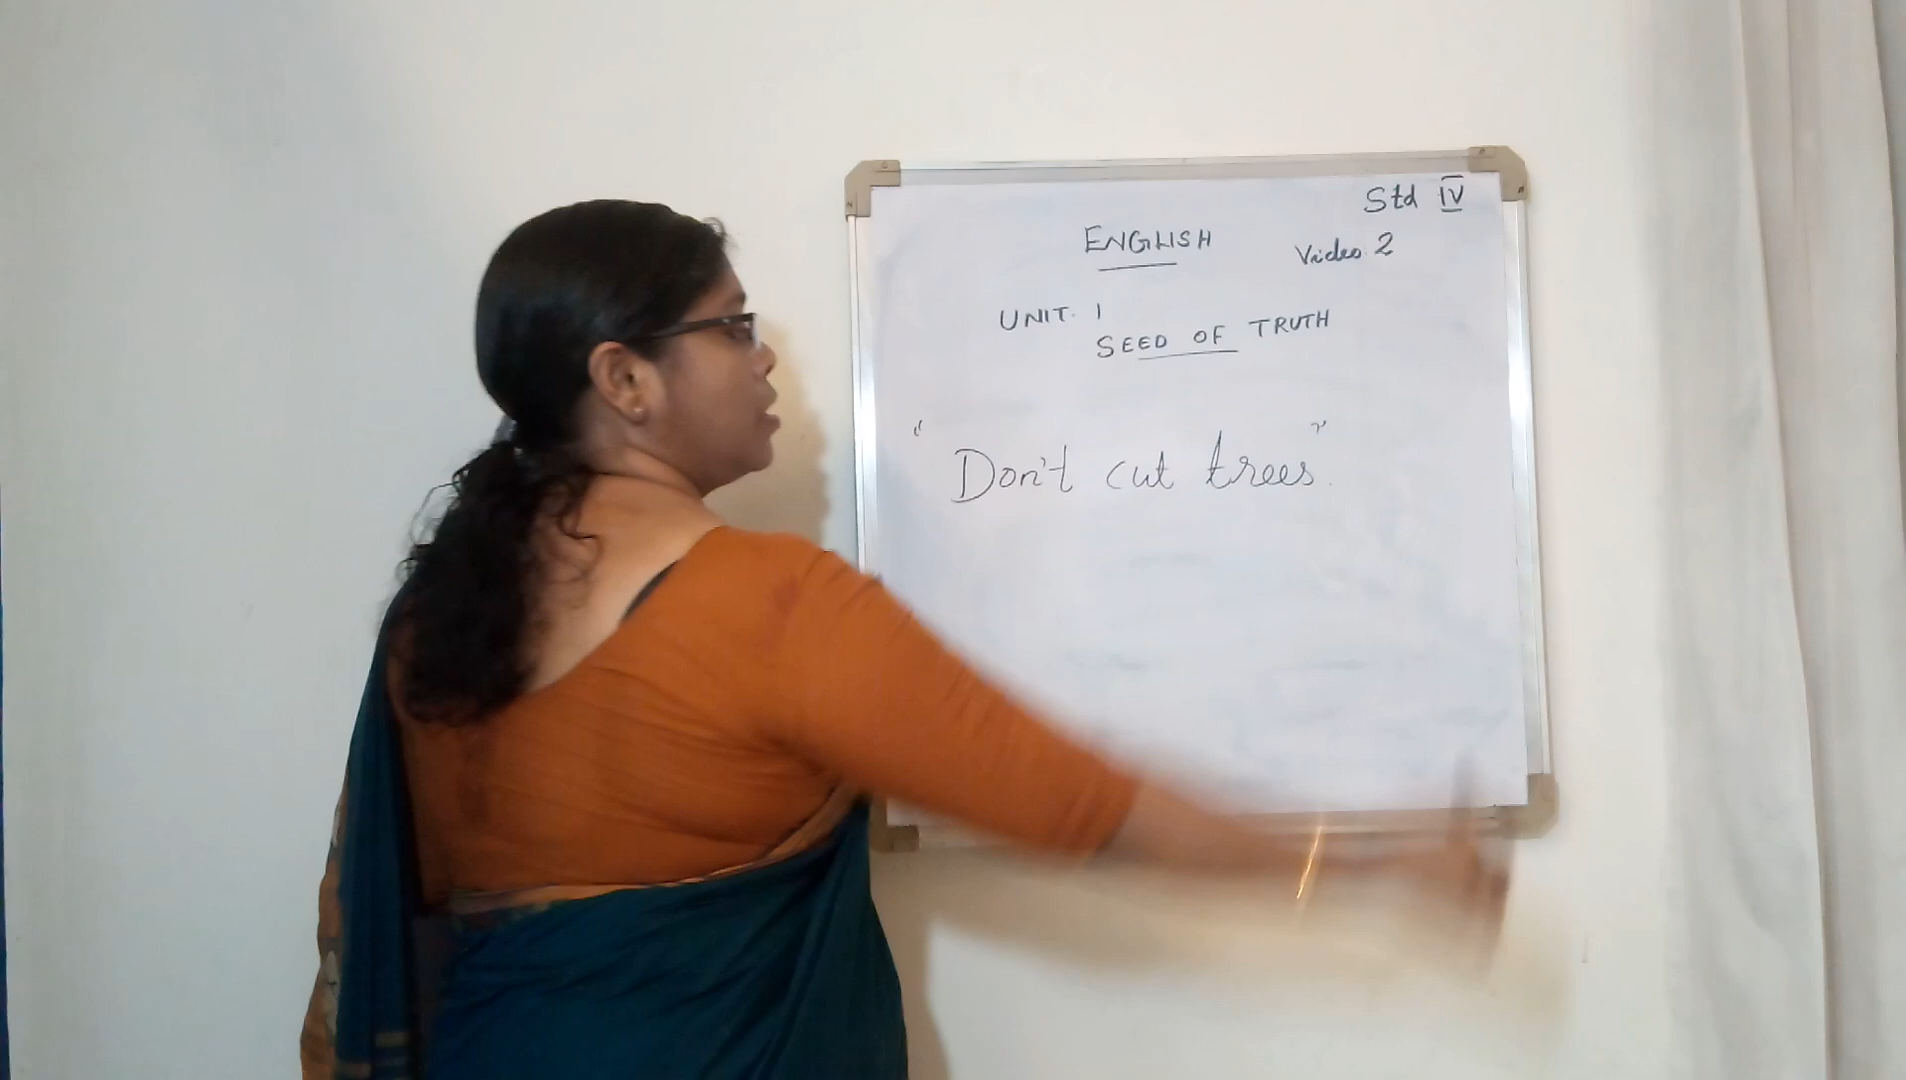 Std IV
ENGLISH
Video: 2
UNIT. 1
SEED OF TRUTH
"Don't cut trees."